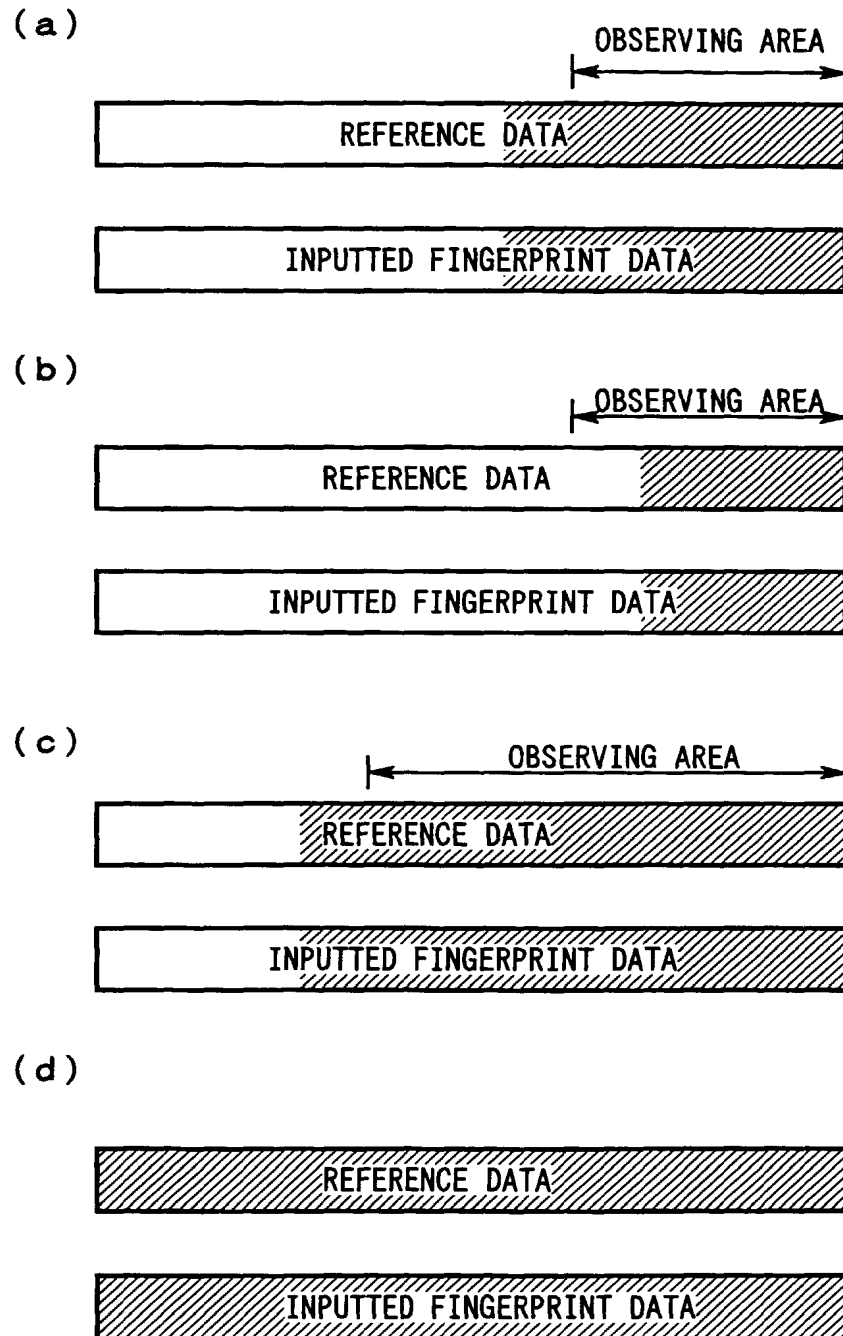 (a)
OBSERVING AREA
REFERENCE DATA
INPUTTED FINGERPRINT DATA
(b)
OBSERVING AREA
REFERENCE DATA
INPUTTED FINGERPRINT DATA
(c)
OBSERVING AREA
REFERENCE DATA
INPUTTED FINGERPRINT DATA
(d)
REFERENCE DATA
INPUTTED FINGERPRINT DATA